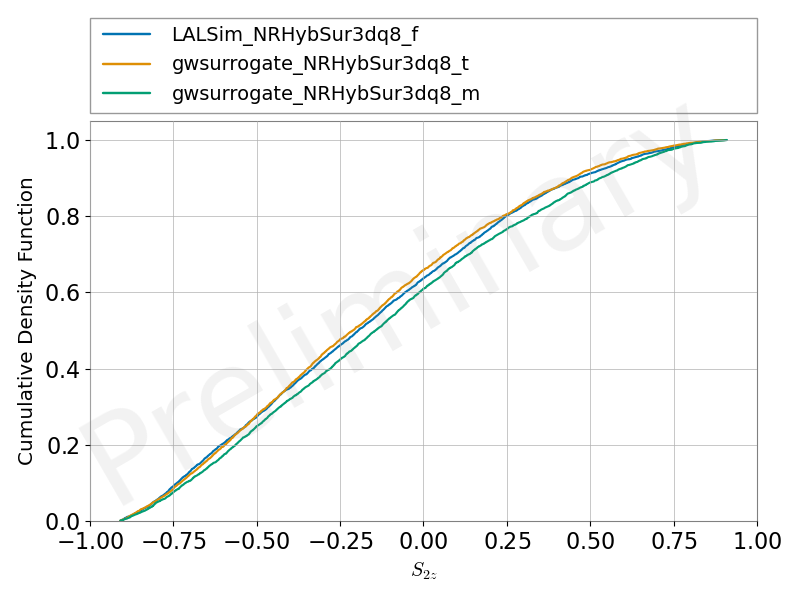 LALSim_NRHybSur3dq8_f
gwsurrogate_NRHybSur3dq8_t
gwsurrogate_NRHybSur3dq8_m
Preliminary
Cumulative Density Function
1.0
0.8
0.6
0.4
0.2
0.0
−1.00 −0.75 −0.50 −0.25 0.00 0.25 0.50 0.75 1.00
S2z